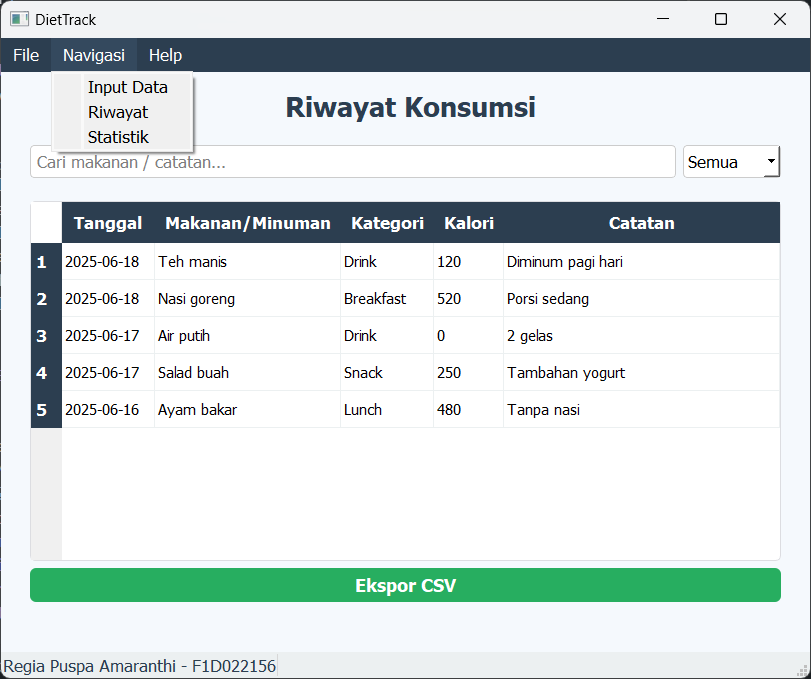 DietTrack
File Navigasi Help
Input Data
Riwayat
Statistik
Riwayat Konsumsi
Cari makanan / catatan... Semua
Tanggal Makanan/Minuman Kategori Kalori Catatan
1 2025-06-18 Teh manis Drink 120 Diminum pagi hari
2 2025-06-18 Nasi goreng Breakfast 520 Porsi sedang
3 2025-06-17 Air putih Drink 0 2 gelas
4 2025-06-17 Salad buah Snack 250 Tambahan yogurt
5 2025-06-16 Ayam bakar Lunch 480 Tanpa nasi
Ekspor CSV
Regia Puspa Amaranthi - F1D022156